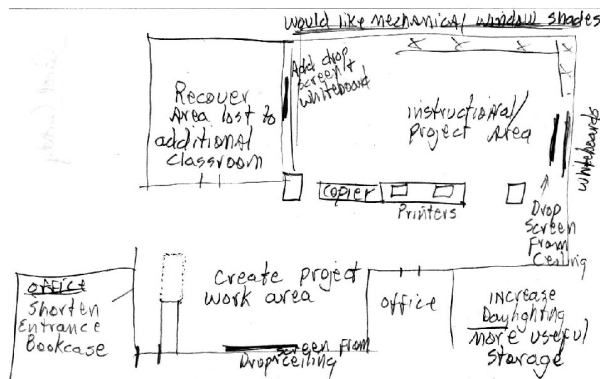 would like mechanical window shades
Add drop
screen &
whiteboard
Recover
Area lost to
additional
classroom
instructional/
project Area
whiteboards
copier
Printers
Drop
Screen
From
Ceiling
office
Shorten
Entrance
Bookcase
create project
work area
office
increase
Daylighting
more useful
Storage
Screen From
Drop ceiling